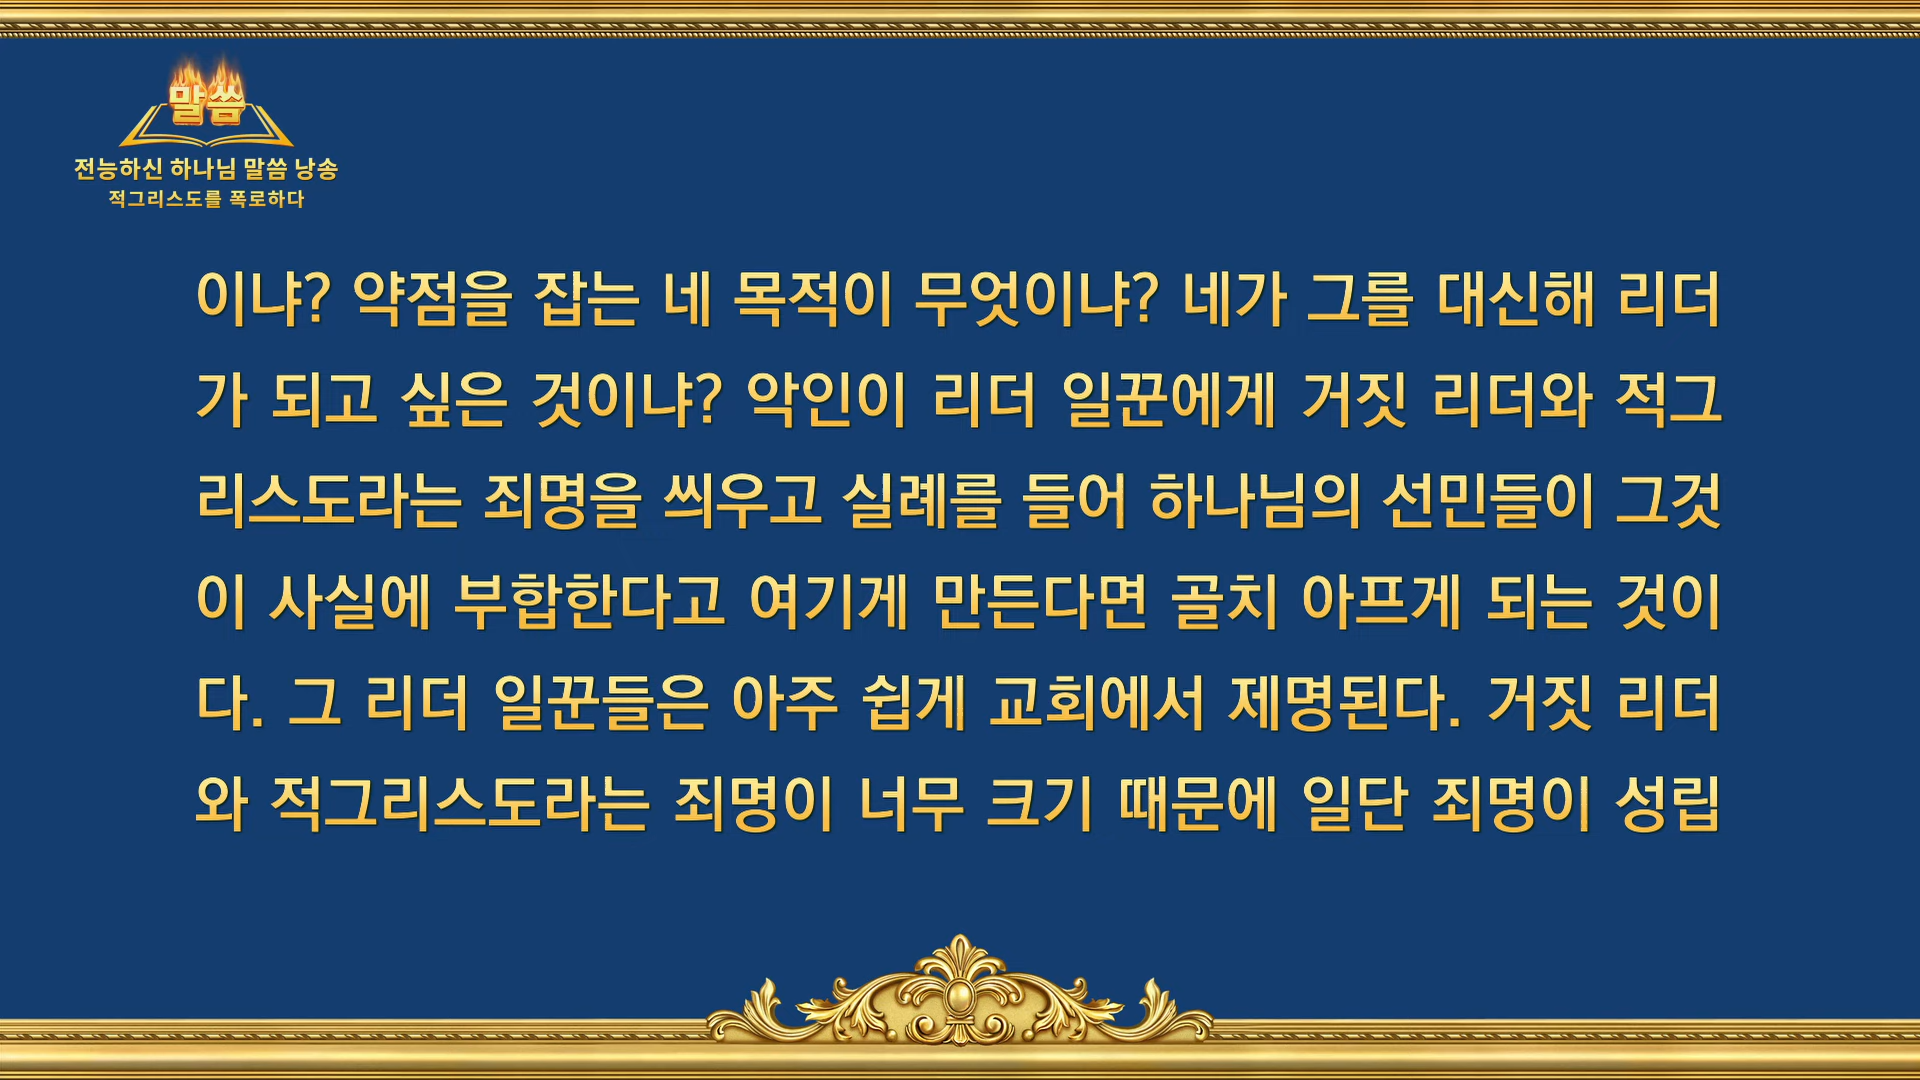 말씀
전능하신 하나님 말씀 낭송
적그리스도를 폭로하다
이냐? 약점을 잡는 네 목적이 무엇이냐? 네가 그를 대신해 리더
가 되고 싶은 것이냐? 악인이 리더 일꾼에게 거짓 리더와 적그
리스도라는 죄명을 씌우고 실례를 들어 하나님의 선민들이 그것
이 사실에 부합한다고 여기게 만든다면 골치 아프게 되는 것이
다. 그 리더 일꾼들은 아주 쉽게 교회에서 제명된다. 거짓 리더
와 적그리스도라는 죄명이 너무 크기 때문에 일단 죄명이 성립